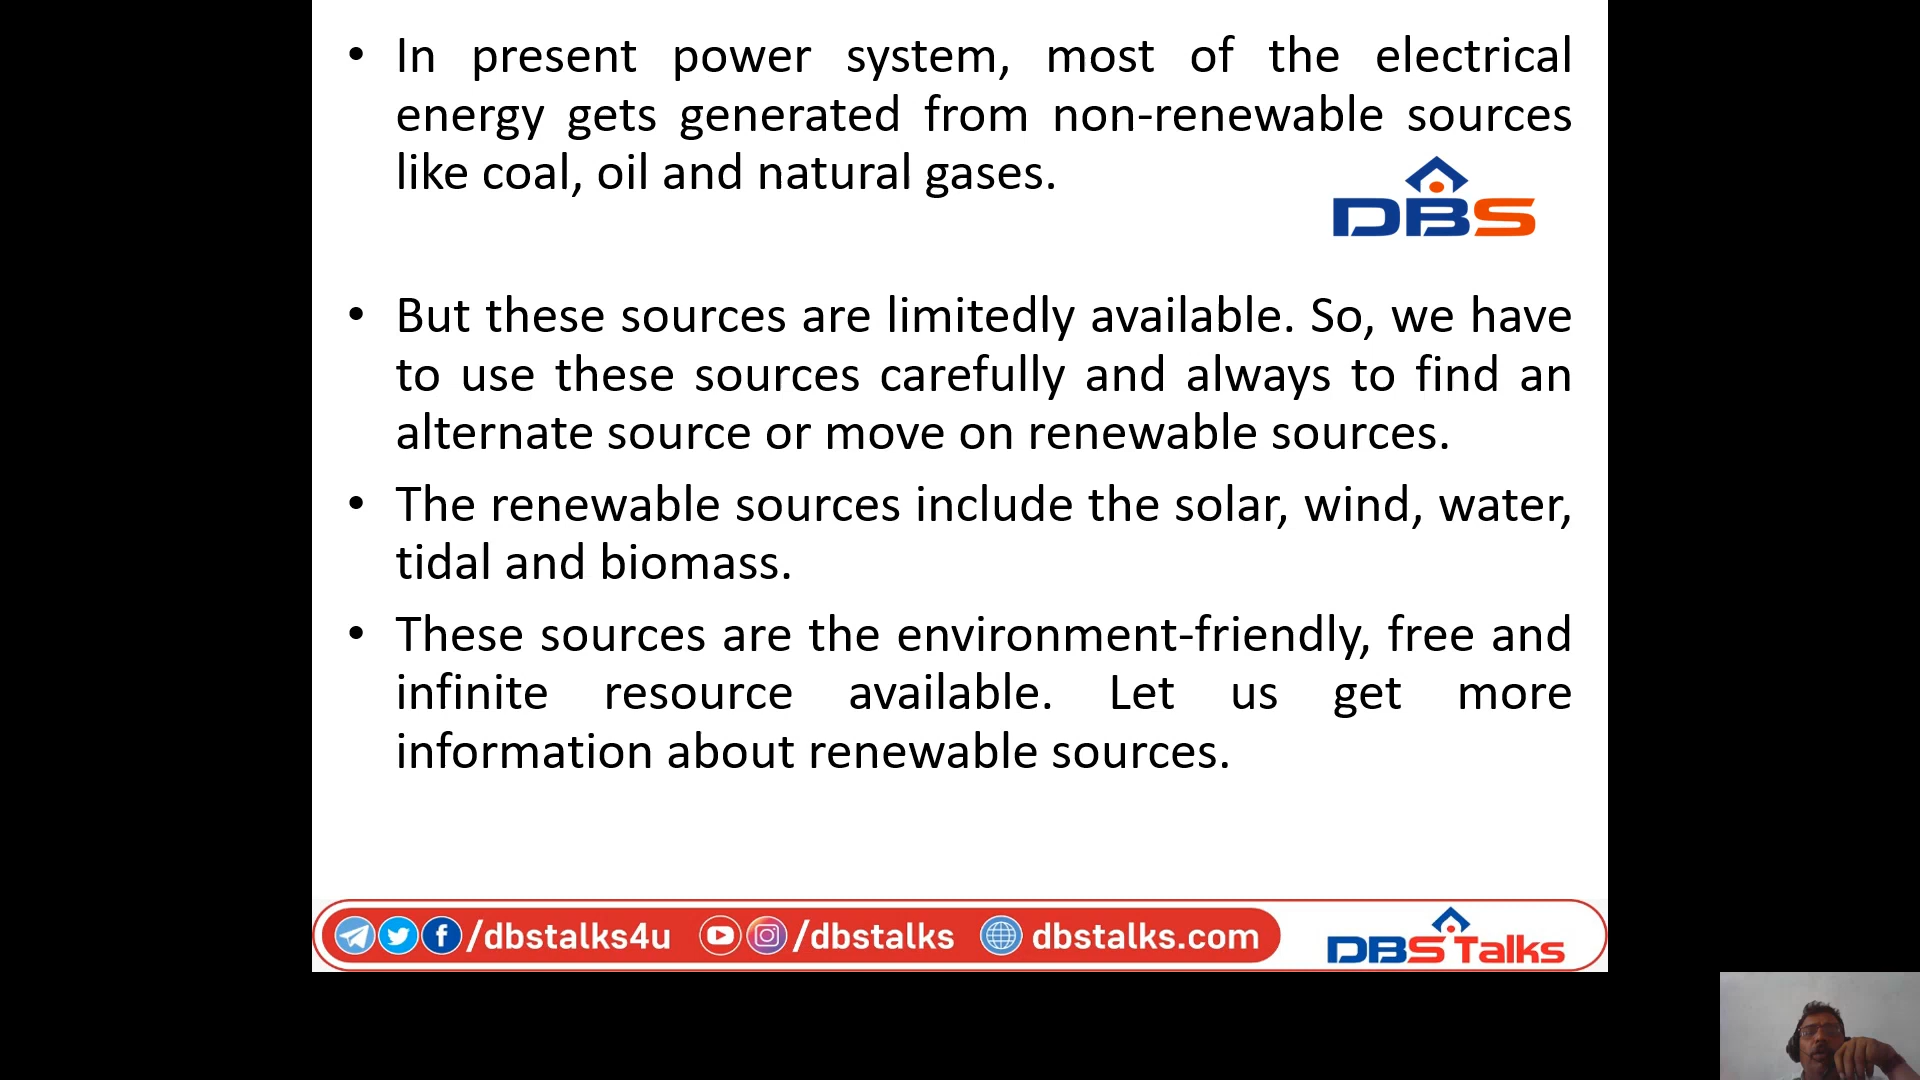 • In present power system, most of the electrical
energy gets generated from non-renewable sources
like coal, oil and natural gases.
DBS
• But these sources are limitedly available. So, we have
to use these sources carefully and always to find an
alternate source or move on renewable sources.
• The renewable sources include the solar, wind, water,
tidal and biomass.
• These sources are the environment-friendly, free and
infinite resource available. Let us get more
information about renewable sources.
/dbstalks4u /dbstalks dbstalks.com DBS Talks